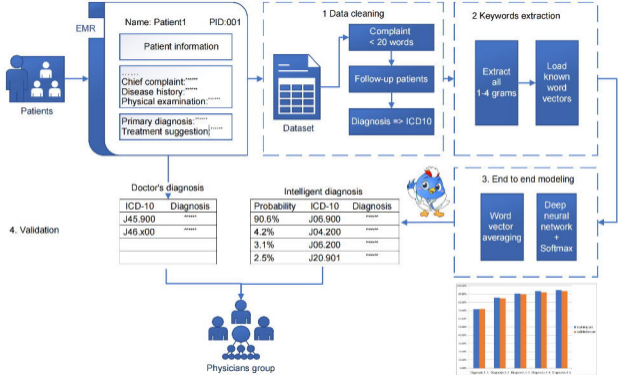 EMR
Name: Patient1 PID:001
Patient information
......
Chief complaint:******
Disease history:******
Physical examination:******
Primary diagnosis:******
Treatment suggestion:******
Patients
1 Data cleaning
Dataset
Complaint
< 20 words
Follow-up patients
Diagnosis => ICD10
2 Keywords extraction
Extract
all
1-4 grams
Load
known
word
vectors
3. End to end modeling
Word
vector
averaging
Deep
neural
network
+
Softmax
4. Validation
Doctor's diagnosis
ICD-10 Diagnosis
J45.900 ******
J46.x00 ******
Intelligent diagnosis
Probability ICD-10 Diagnosis
90.6% J06.900 ******
4.2% J04.200 ******
3.1% J06.200 ******
2.5% J20.901 ******
Physicians group